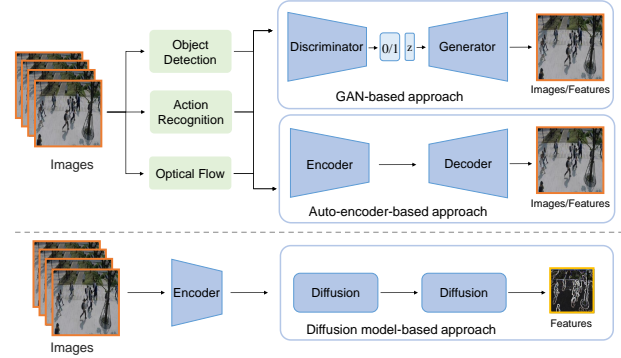 Images
Object
Detection
Action
Recognition
Optical Flow
Discriminator
0/1
z
Generator
Images/Features
GAN-based approach
Encoder
Decoder
Images/Features
Auto-encoder-based approach
Images
Encoder
Diffusion
Diffusion
Features
Diffusion model-based approach